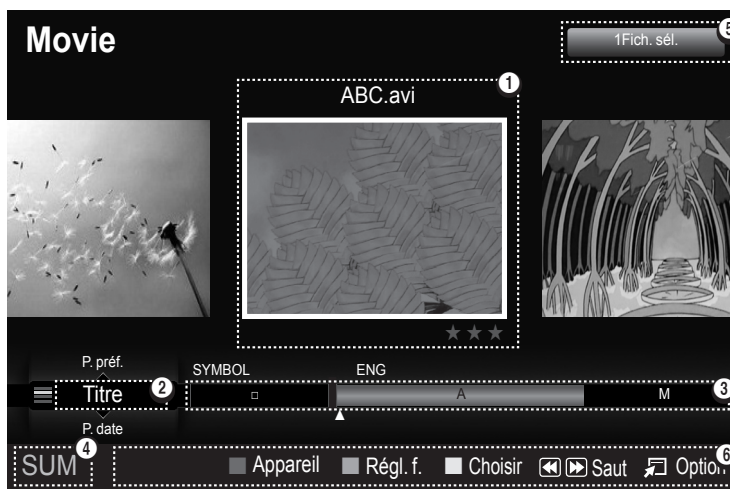 Movie
1Fich. sél.
5
1
ABC.avi
★★★
P. préf.
SYMBOL ENG
Titre 2 □ A M 3
P. date
4
SUM Appareil Régl. f. Choisir Saut Option
6